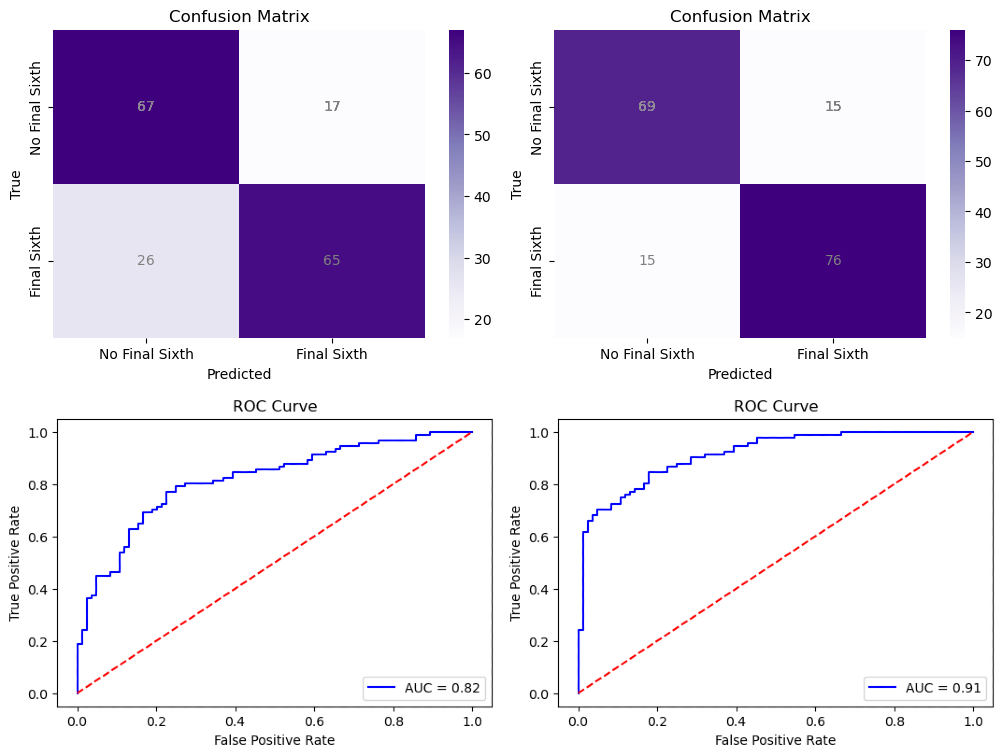 Confusion Matrix
True
No Final Sixth
Final Sixth
67
17
26
65
60
50
40
30
20
No Final Sixth
Final Sixth
Predicted
Confusion Matrix
True
No Final Sixth
Final Sixth
69
15
15
76
70
60
50
40
30
20
No Final Sixth
Final Sixth
Predicted
ROC Curve
True Positive Rate
1.0
0.8
0.6
0.4
0.2
0.0
AUC = 0.82
0.0
0.2
0.4
0.6
0.8
1.0
False Positive Rate
ROC Curve
True Positive Rate
1.0
0.8
0.6
0.4
0.2
0.0
AUC = 0.91
0.0
0.2
0.4
0.6
0.8
1.0
False Positive Rate